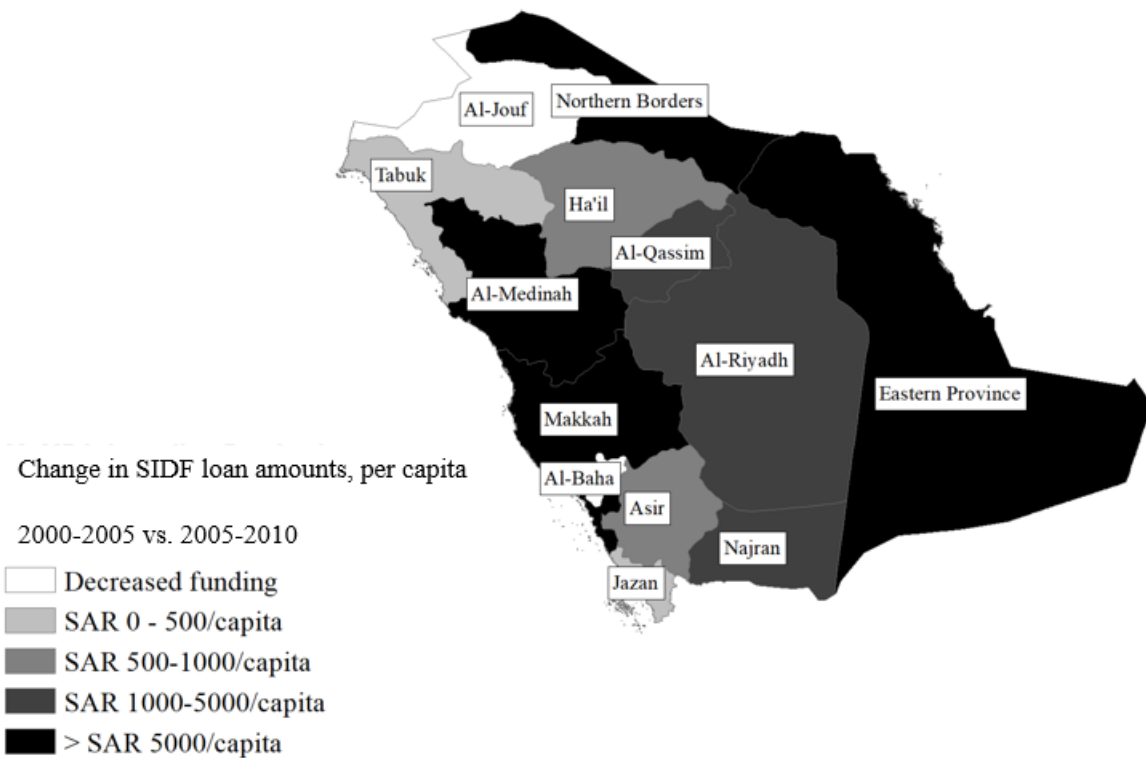 Al-Jouf
Northern Borders
Tabuk
Ha'il
Al-Qassim
Al-Medinah
Al-Riyadh
Eastern Province
Makkah
Al-Baha
Asir
Najran
Jazan
Change in SIDF loan amounts, per capita
2000-2005 vs. 2005-2010
Decreased funding
SAR 0 - 500/capita
SAR 500-1000/capita
SAR 1000-5000/capita
> SAR 5000/capita